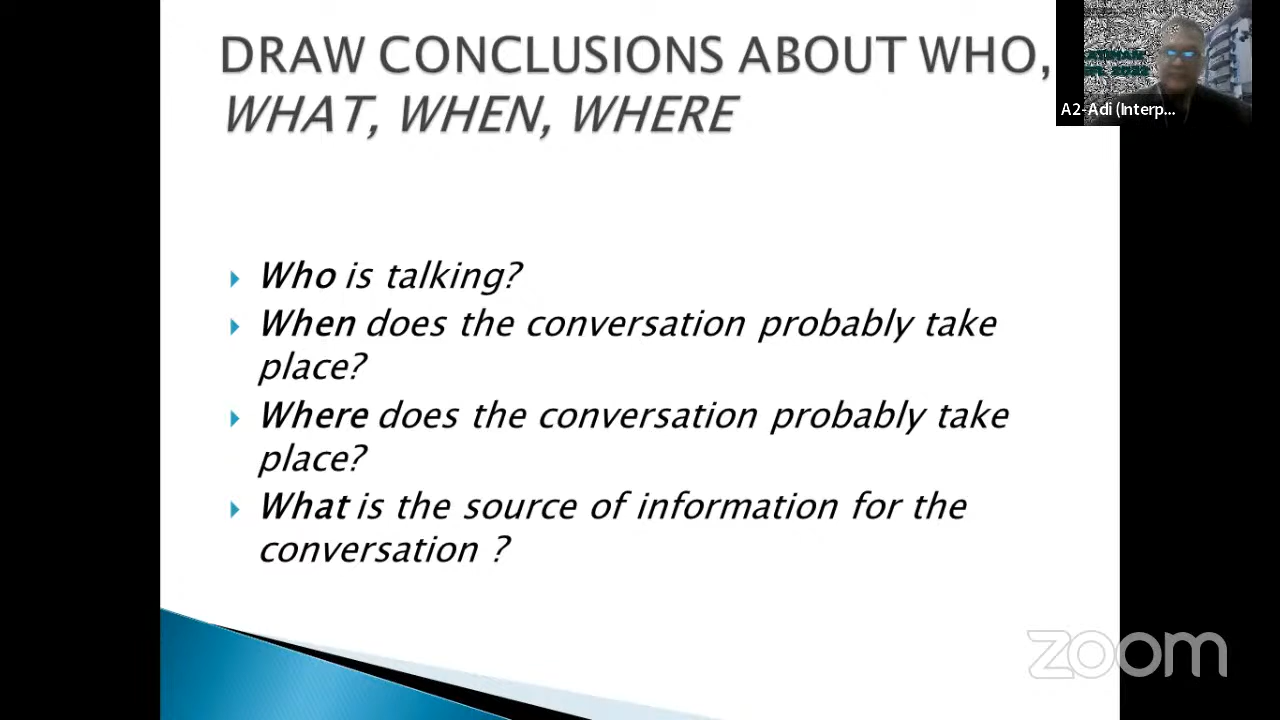 DRAW CONCLUSIONS ABOUT WHO,
WHAT, WHEN, WHERE
A2-Adi (Interp...
Who is talking?
When does the conversation probably take
place?
Where does the conversation probably take
place?
What is the source of information for the
conversation ?
zoom